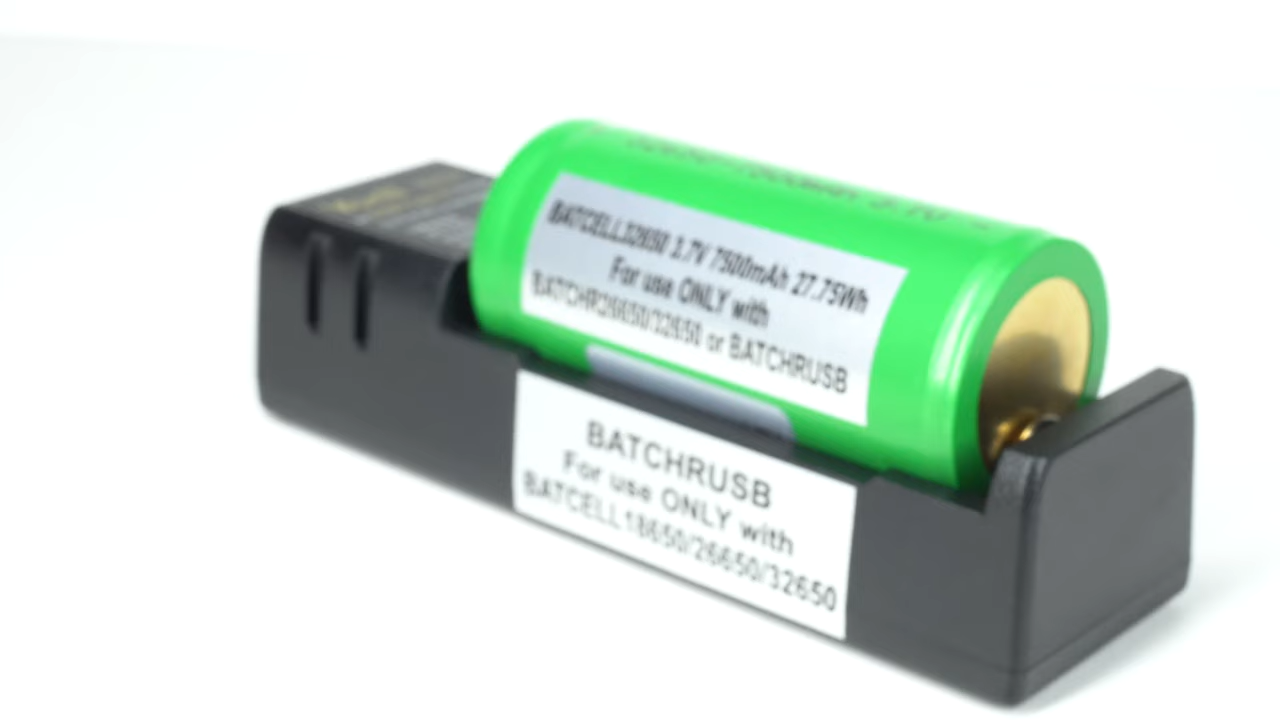 BATCELL32650 3.7V 7500mAh 27.75Wh
For use ONLY with
BATCHR26650/32650 or BATCHRUSB
BATCHRUSB
For use ONLY with
BATCELL18650/26650/32650